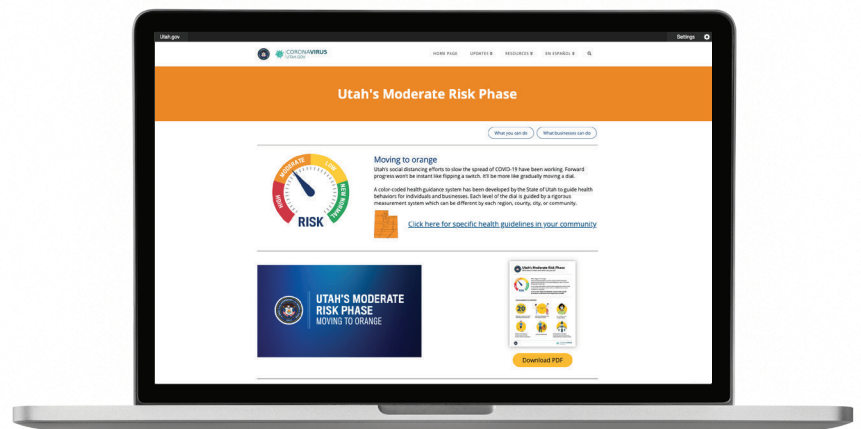 Utah.gov
Settings
CORONAVIRUS
UTAH.GOV
HOME PAGE
UPDATES
RESOURCES
EN ESPAÑOL
Utah's Moderate Risk Phase
What you can do
What businesses can do
HIGH
MODERATE
LOW
NEW NORMAL
RISK
Moving to orange
Utah's social distancing efforts to slow the spread of COVID-19 have been working. Forward
progress won't be instant like flipping a switch. It'll be more like gradually moving a dial.
A color-coded health guidance system has been developed by the State of Utah to guide health
behaviors for individuals and businesses. Each level of the dial is guided by a rigorous
measurement system which can be different by each region, county, city, or community.
Click here for specific health guidelines in your community
UTAH'S MODERATE
RISK PHASE
MOVING TO ORANGE
Utah's Moderate Risk Phase
20
Download PDF